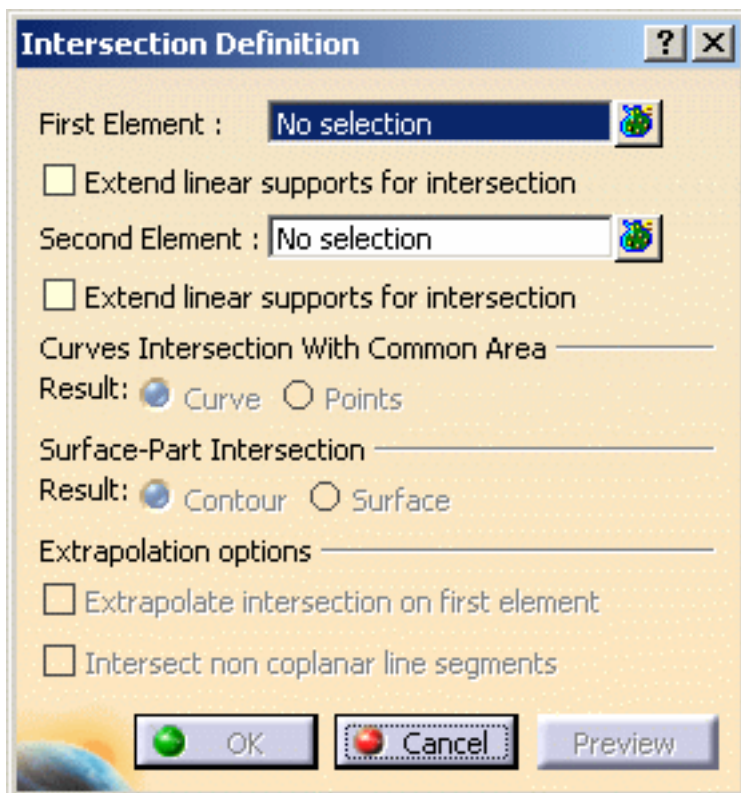 Intersection Definition ? X
First Element : No selection
Extend linear supports for intersection
Second Element : No selection
Extend linear supports for intersection
Curves Intersection With Common Area
Result: Curve Points
Surface-Part Intersection
Result: Contour Surface
Extrapolation options
Extrapolate intersection on first element
Intersect non coplanar line segments
OK Cancel Preview